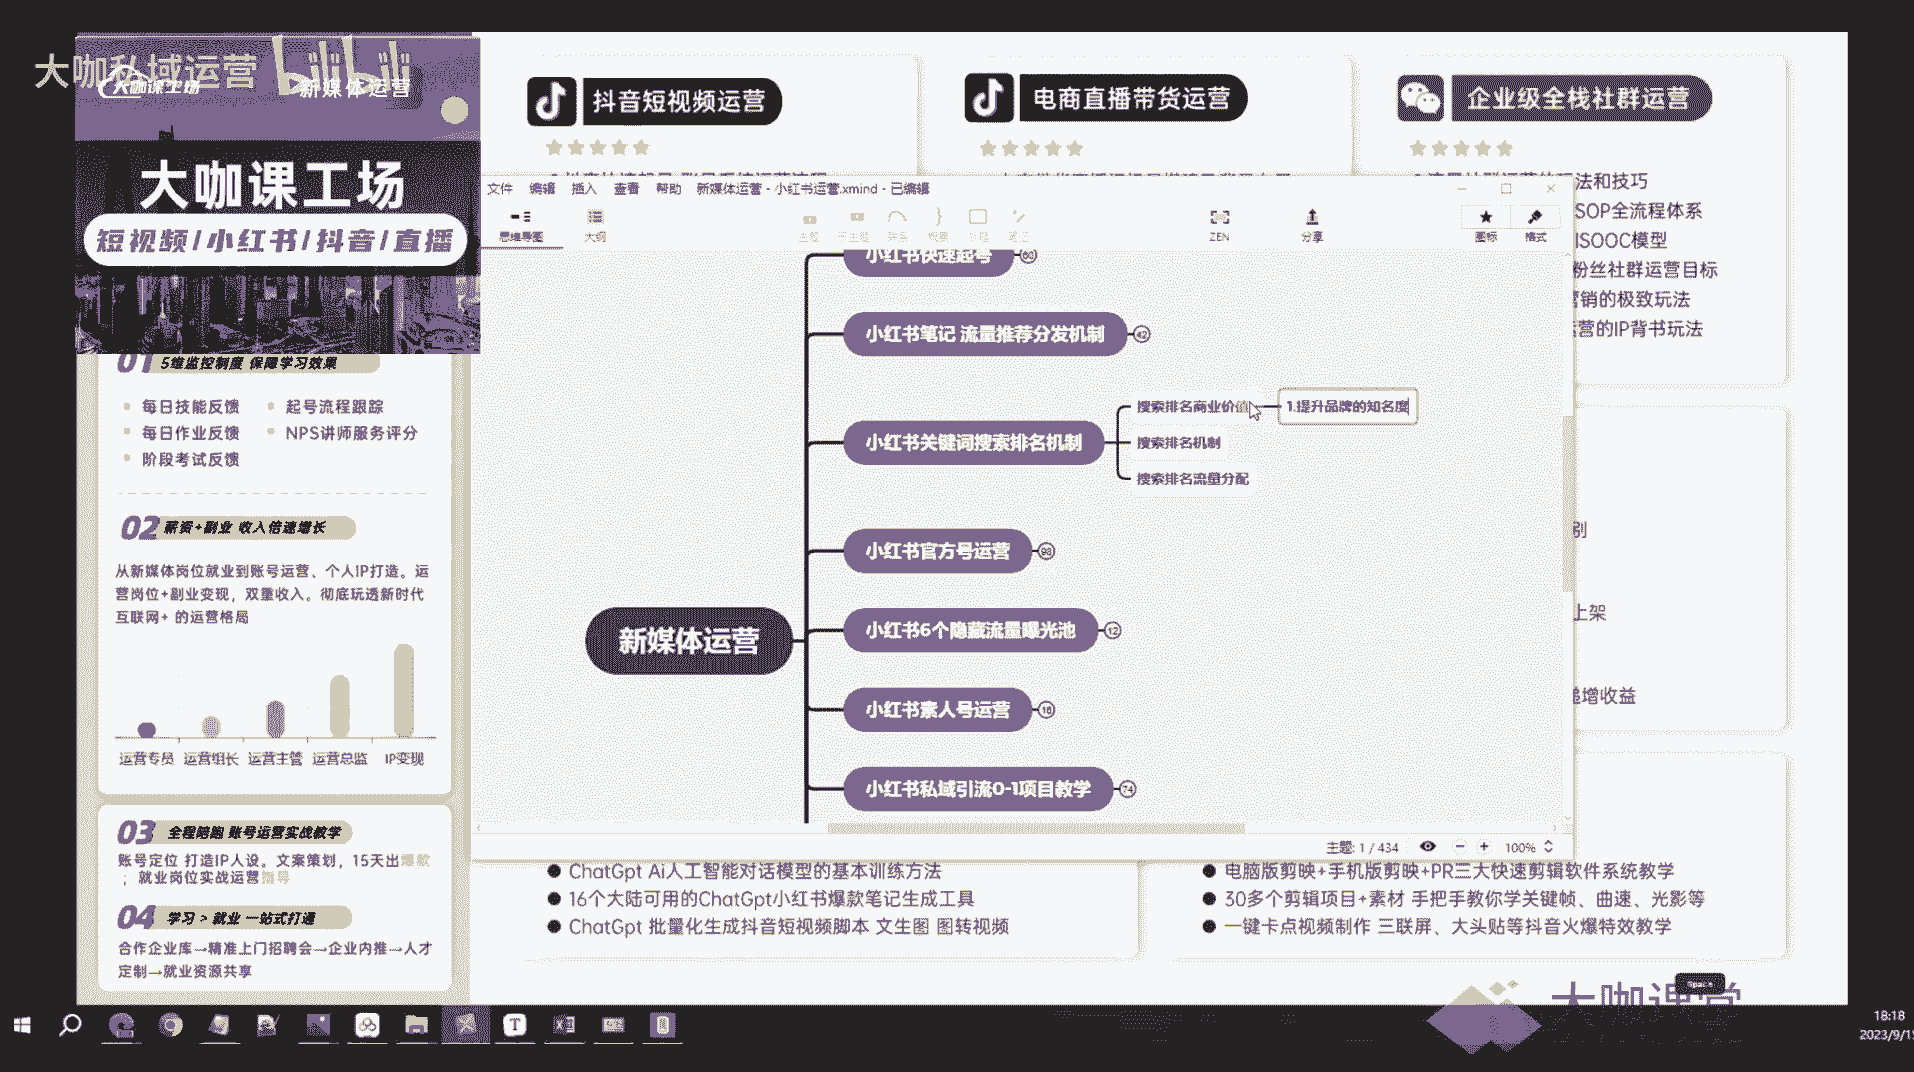 大咖私域运营
bilibili
大咖课工场
新媒体运营
大咖课工场
短视频/小红书/抖音/直播
01 5维监控制度 保障学习效果
每日技能反馈
起号流程跟踪
每日作业反馈
NPS讲师服务评分
阶段考试反馈
02 薪资+副业 收入倍速增长
从新媒体岗位就业到账号运营、个人IP打造。运
营岗位+副业变现，双重收入。彻底玩透新时代
互联网+ 的运营格局
运营专员 运营组长 运营主管 运营总监 IP变现
03 全程陪跑 账号运营实战教学
账号定位 打造IP人设。文案策划，15天出爆款
；就业岗位实战运营指导
04 学习 > 就业 一站式打通
合作企业库→精准上门招聘会→企业内推→人才
定制→就业资源共享
抖音短视频运营
电商直播带货运营
企业级全栈社群运营
法和技巧
SOP全流程体系
ISOOC模型
粉丝社群运营目标
营销的极致玩法
运营的IP背书玩法
别
上架
递增收益
文件 编辑 插入 查看 帮助 新媒体运营 - 小红书运营.xmind - 已编辑
思维导图 大纲 主题 子主题 联系 概要 外框 笔记 ZEN 分享 图标 格式
小红书快速起号 60
小红书笔记 流量推荐分发机制 42
小红书关键词搜索排名机制
搜索排名商业价值
1.提升品牌的知名度
搜索排名机制
搜索排名流量分配
小红书官方号运营 98
新媒体运营
小红书6个隐藏流量曝光池 12
小红书素人号运营 16
小红书私域引流0-1项目教学 74
主题: 1 / 434
100%
ChatGpt Ai人工智能对话模型的基本训练方法
16个大陆可用的ChatGpt小红书爆款笔记生成工具
ChatGpt 批量化生成抖音短视频脚本 文生图 图转视频
电脑版剪映+手机版剪映+PR三大快速剪辑软件系统教学
30多个剪辑项目+素材 手把手教你学关键帧、曲速、光影等
一键卡点视频制作 三联屏、大头贴等抖音火爆特效教学
大咖课堂
18:18
2023/9/1